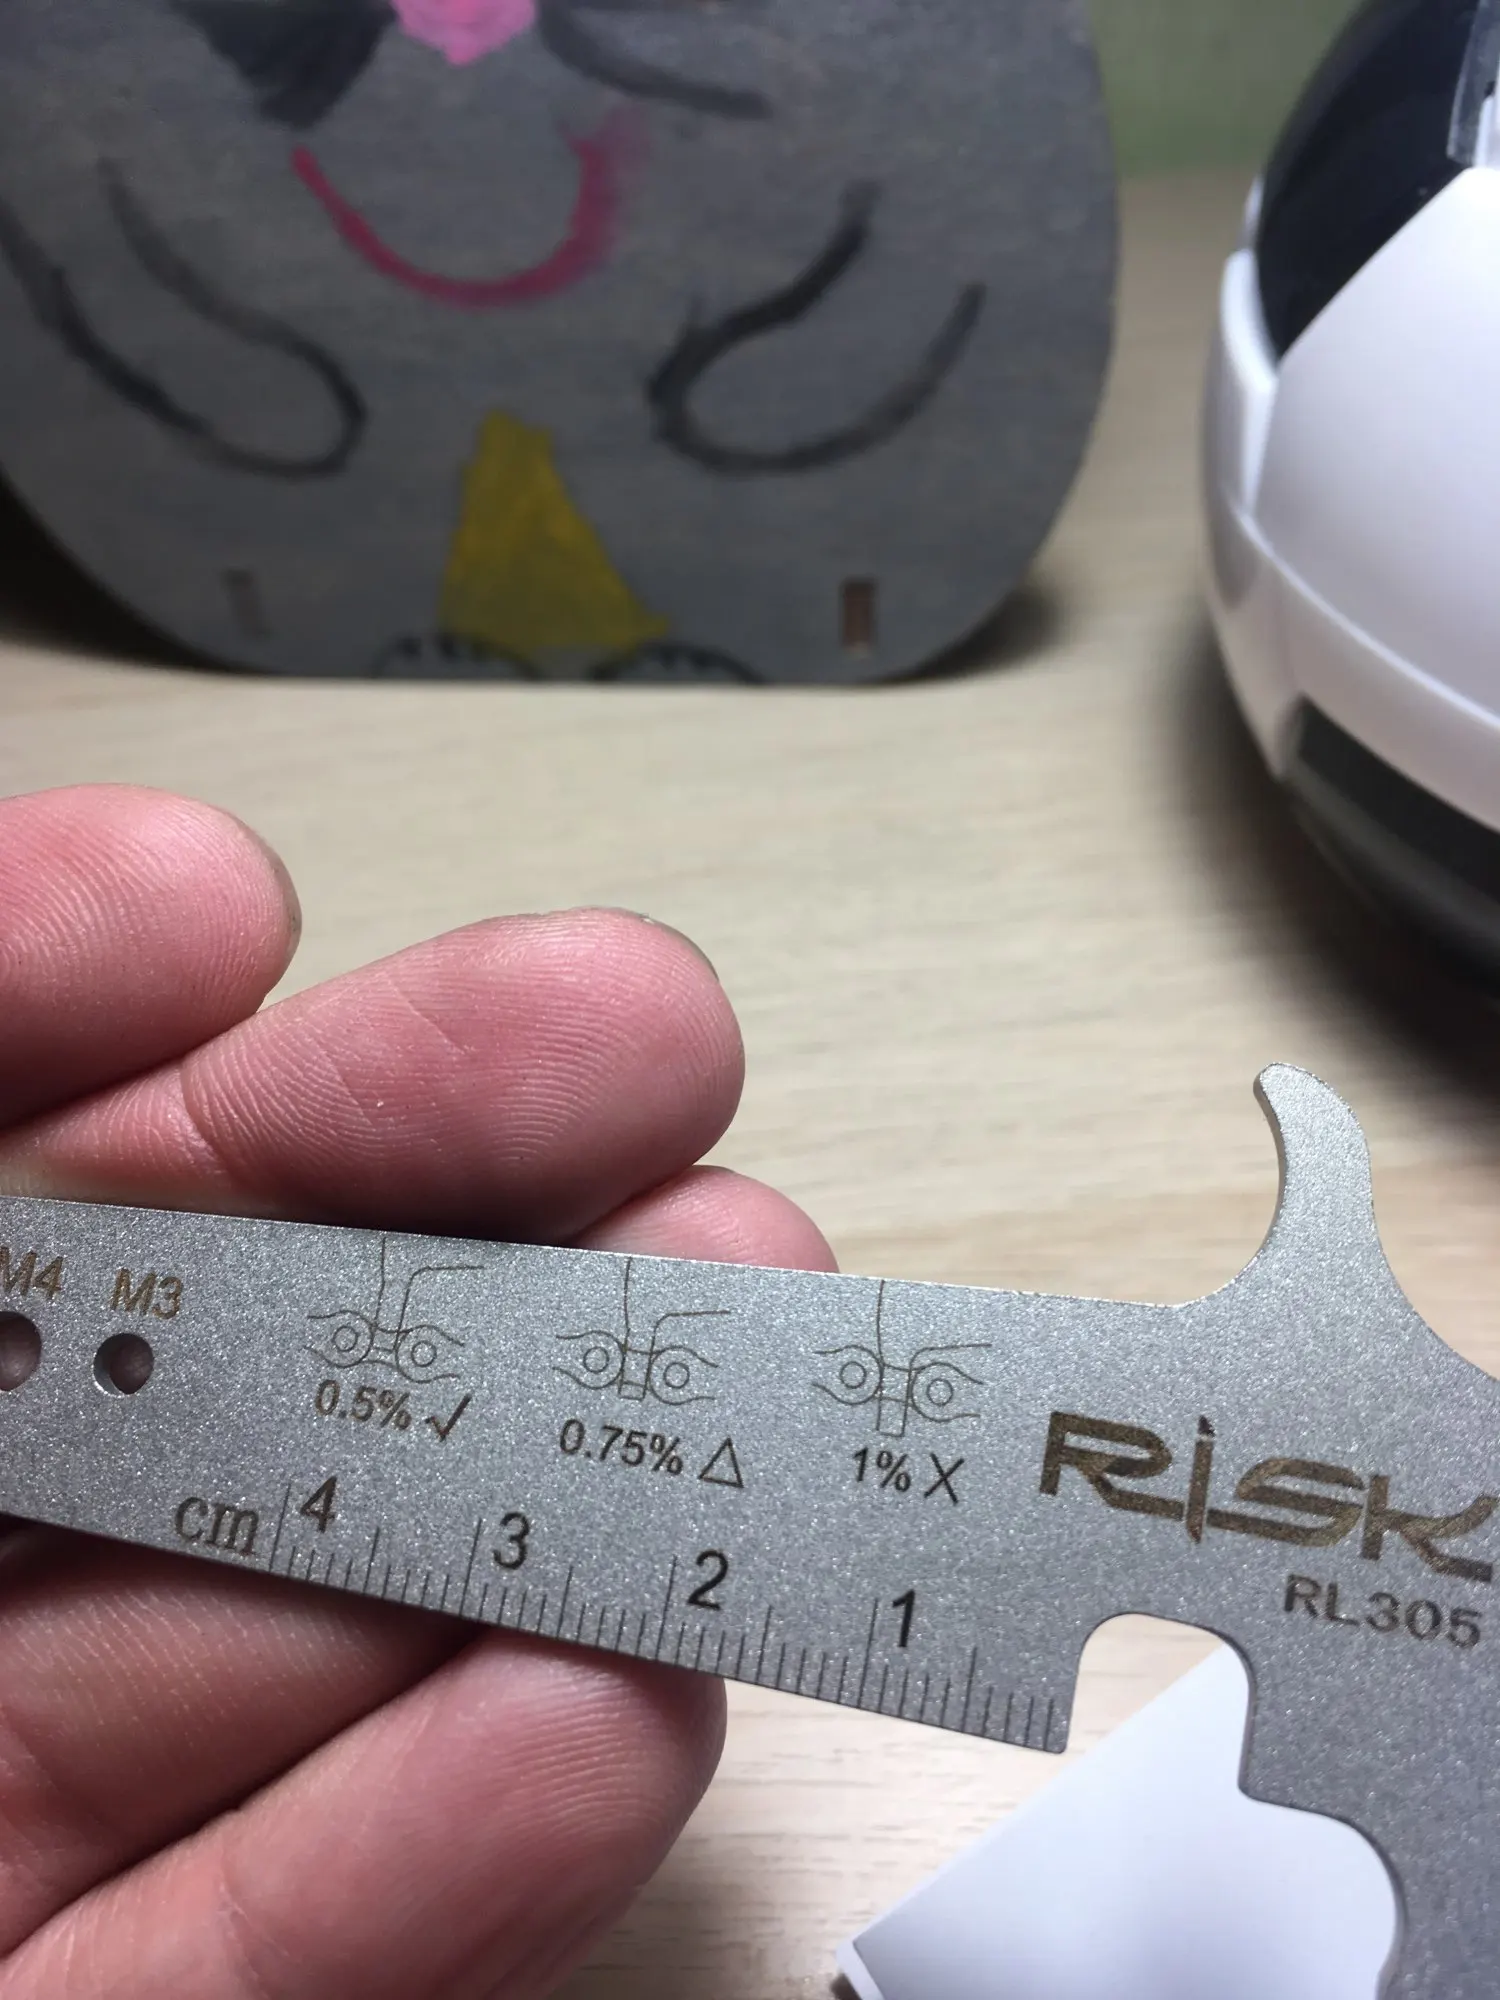 M4 M3
0.5% √ 0.75% △ 1% X
RiSK
RL305
cm 4 3 2 1